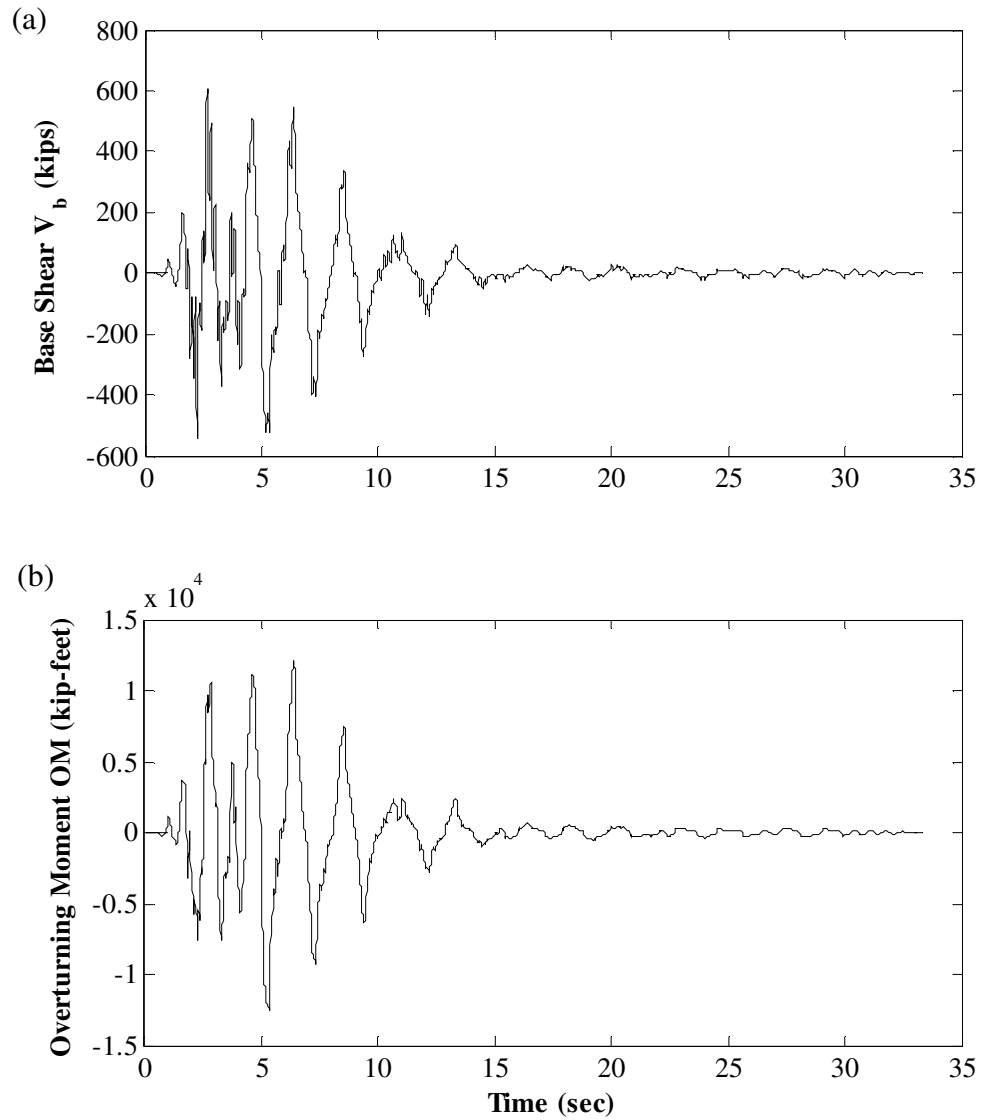 (a)
800
600
400
200
0
-200
-400
-600
Base Shear V_b (kips)
0 5 10 15 20 25 30 35
(b)
x 10^4
1.5
1
0.5
0
-0.5
-1
-1.5
Overturning Moment OM (kip-feet)
0 5 10 15 20 25 30 35
Time (sec)